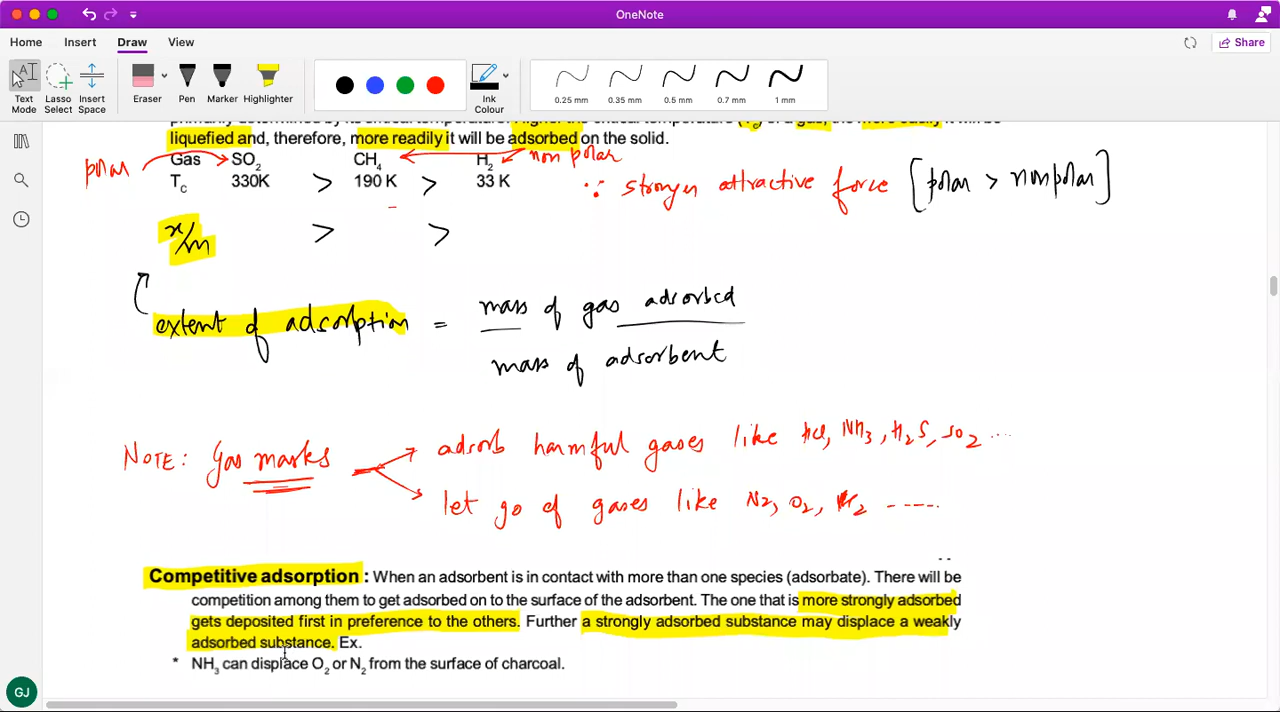 OneNote
Home Insert Draw View
Share
Text Mode
Lasso Select
Insert Space
Eraser
Pen
Marker
Highlighter
Ink Colour
0.25 mm 0.35 mm 0.5 mm 0.7 mm 1 mm
liquefied and, therefore, more readily it will be adsorbed on the solid.
polar
Gas SO2 CH4 H2 non polar
TC 330K > 190 K > 33 K ∵ stronger attractive force [polar > nonpolar]
x/m > >
extent of adsorption = mass of gas adsorbed
mass of adsorbent
NOTE: Gas marks
adsorb harmful gases like HCl, NH3, H2S, SO2 ...
let go of gases like N2, O2, H2 -----
Competitive adsorption : When an adsorbent is in contact with more than one species (adsorbate). There will be
competition among them to get adsorbed on to the surface of the adsorbent. The one that is more strongly adsorbed
gets deposited first in preference to the others. Further a strongly adsorbed substance may displace a weakly
adsorbed substance. Ex.
* NH3 can displace O2 or N2 from the surface of charcoal.
GJ